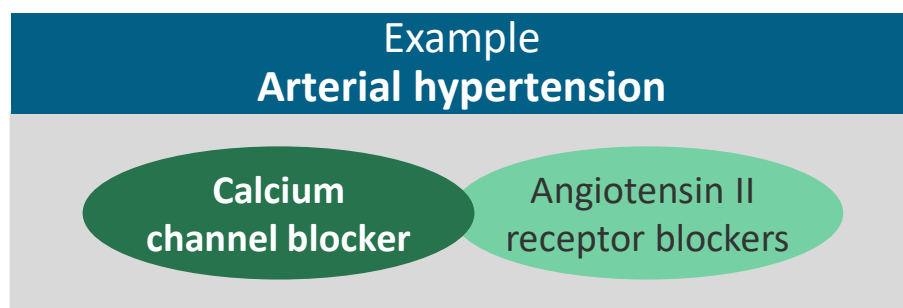 Example
Arterial hypertension
Calcium
channel blocker
Angiotensin II
receptor blockers